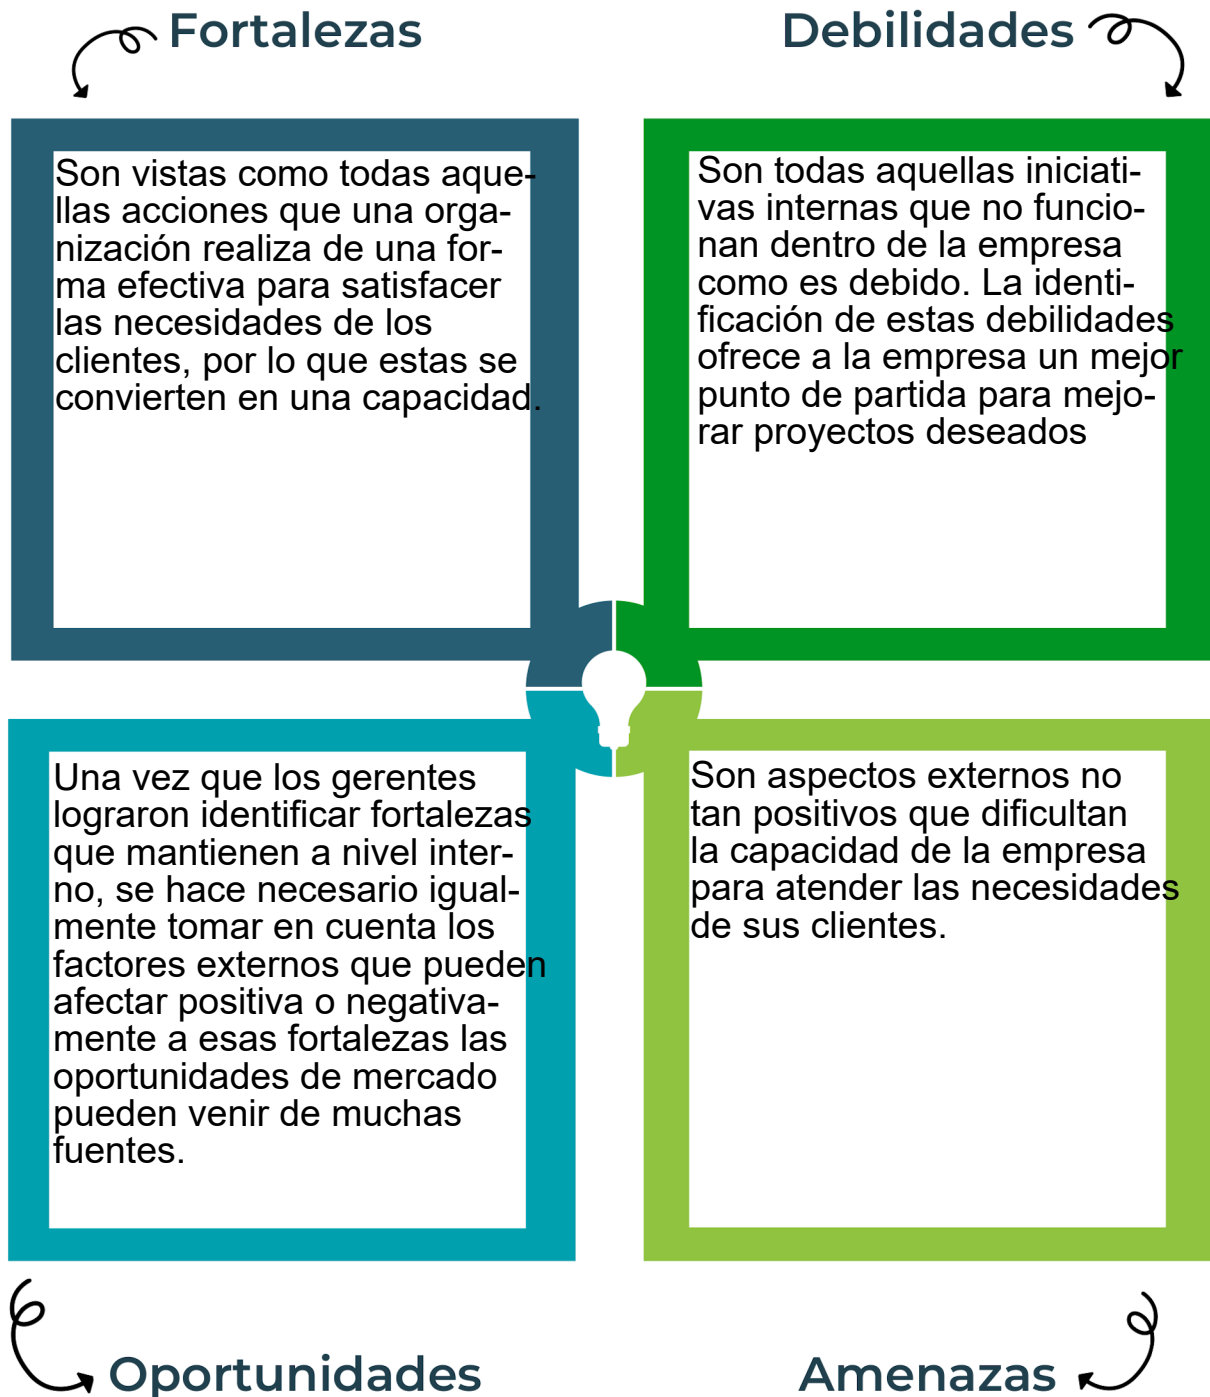 Fortalezas
Son vistas como todas aque-
llas acciones que una orga-
nización realiza de una for-
ma efectiva para satisfacer
las necesidades de los
clientes, por lo que estas se
convierten en una capacidad.
Debilidades
Son todas aquellas iniciati-
vas internas que no funcio-
nan dentro de la empresa
como es debido. La identi-
ficación de estas debilidades
ofrece a la empresa un mejor
punto de partida para mejo-
rar proyectos deseados
Una vez que los gerentes
lograron identificar fortalezas
que mantienen a nivel inter-
no, se hace necesario igual-
mente tomar en cuenta los
factores externos que pueden
afectar positiva o negativa-
mente a esas fortalezas las
oportunidades de mercado
pueden venir de muchas
fuentes.
Oportunidades
Son aspectos externos no
tan positivos que dificultan
la capacidad de la empresa
para atender las necesidades
de sus clientes.
Amenazas